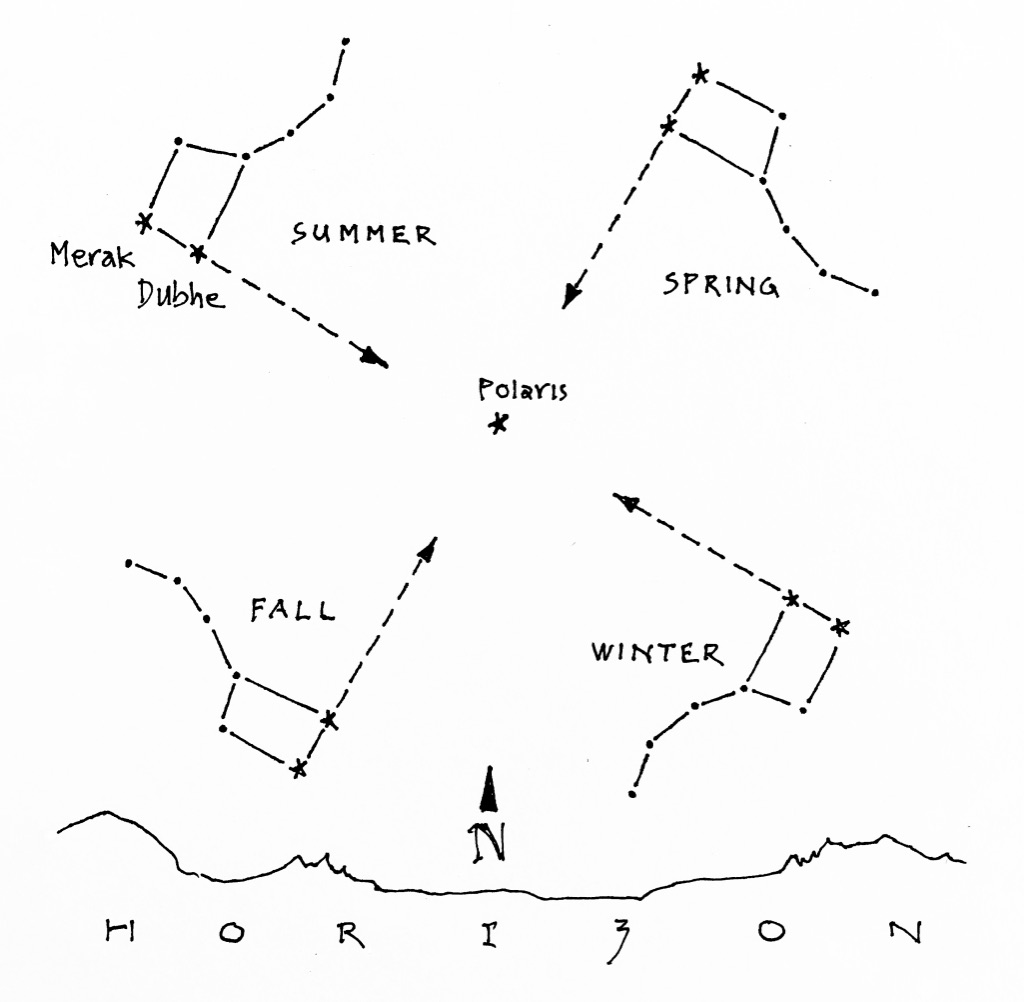 SUMMER
Merak
Dubhe
SPRING
Polaris
FALL
WINTER
N
HORIZON